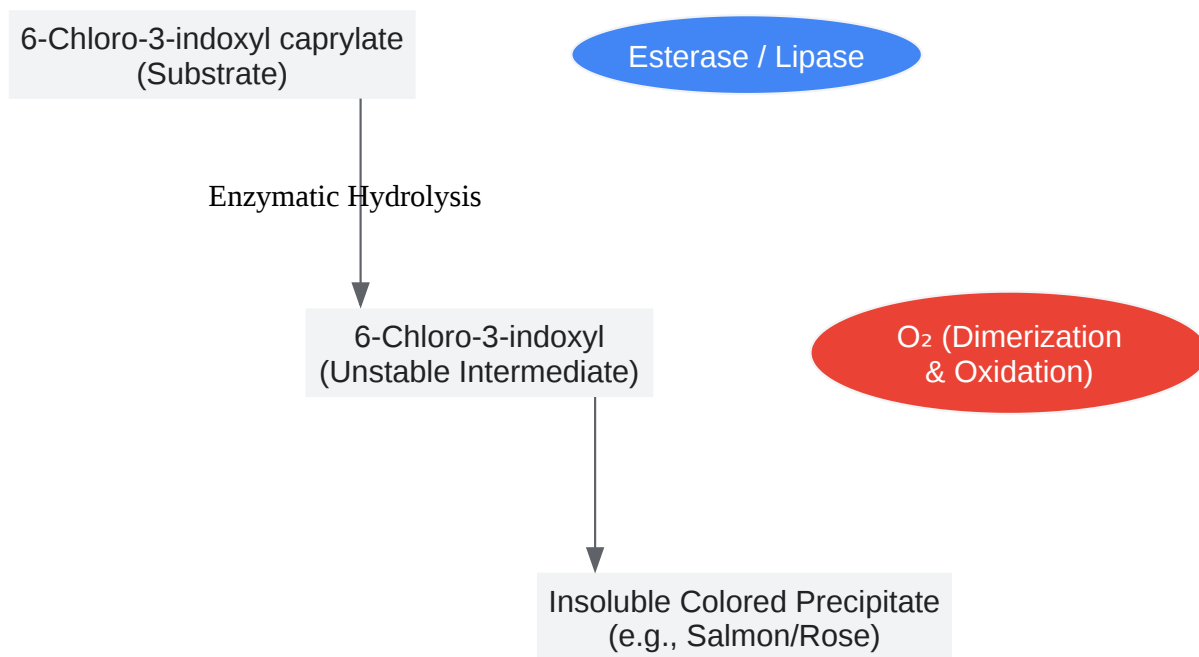 6-Chloro-3-indoxyl caprylate
(Substrate)
Esterase / Lipase
Enzymatic Hydrolysis
6-Chloro-3-indoxyl
(Unstable Intermediate)
O₂ (Dimerization
& Oxidation)
Insoluble Colored Precipitate
(e.g., Salmon/Rose)